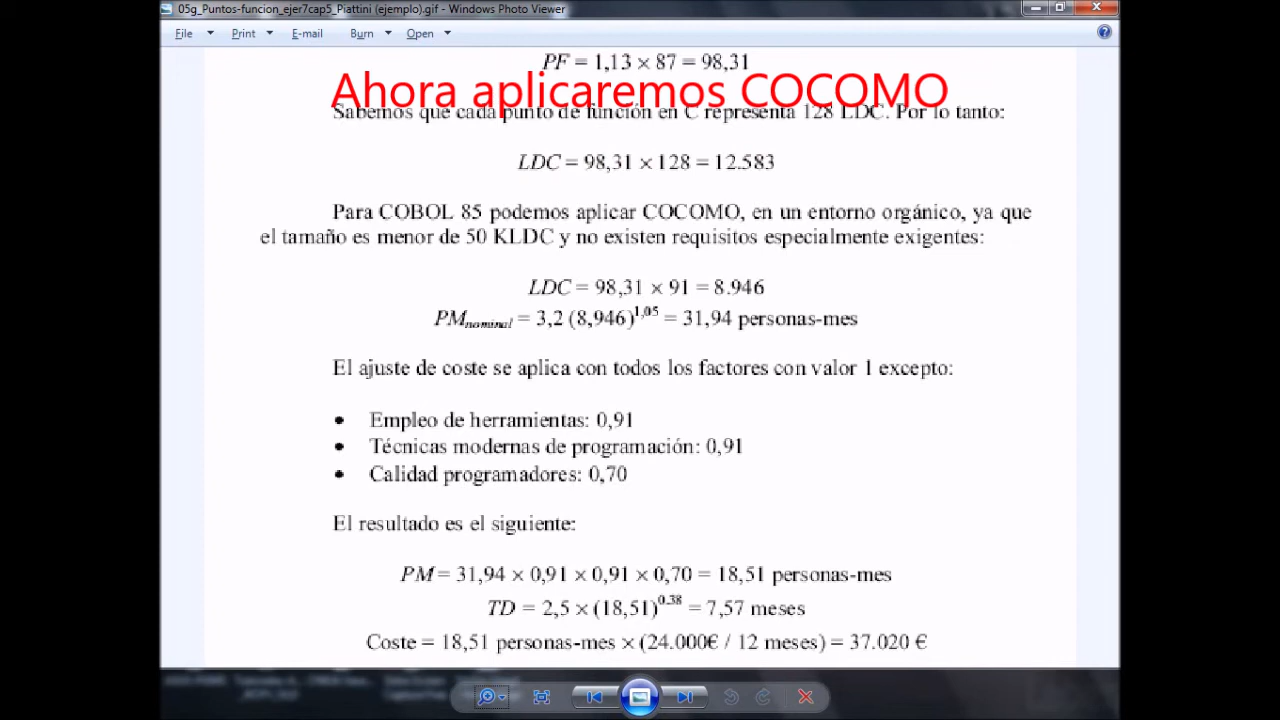 05g_Puntos-funcion_ejer7cap5_Piattini (ejemplo).gif - Windows Photo Viewer
File Print E-mail Burn Open
PF = 1,13 × 87 = 98,31
Ahora aplicaremos COCOMO
Sabemos que cada punto de función en C representa 128 LDC. Por lo tanto:
LDC = 98,31 × 128 = 12.583
Para COBOL 85 podemos aplicar COCOMO, en un entorno orgánico, ya que
el tamaño es menor de 50 KLDC y no existen requisitos especialmente exigentes:
LDC = 98,31 × 91 = 8.946
PMnominal = 3,2 (8,946)^1,05 = 31,94 personas-mes
El ajuste de coste se aplica con todos los factores con valor 1 excepto:
• Empleo de herramientas: 0,91
• Técnicas modernas de programación: 0,91
• Calidad programadores: 0,70
El resultado es el siguiente:
PM = 31,94 × 0,91 × 0,91 × 0,70 = 18,51 personas-mes
TD = 2,5 × (18,51)^0.38 = 7,57 meses
Coste = 18,51 personas-mes × (24.000€ / 12 meses) = 37.020 €